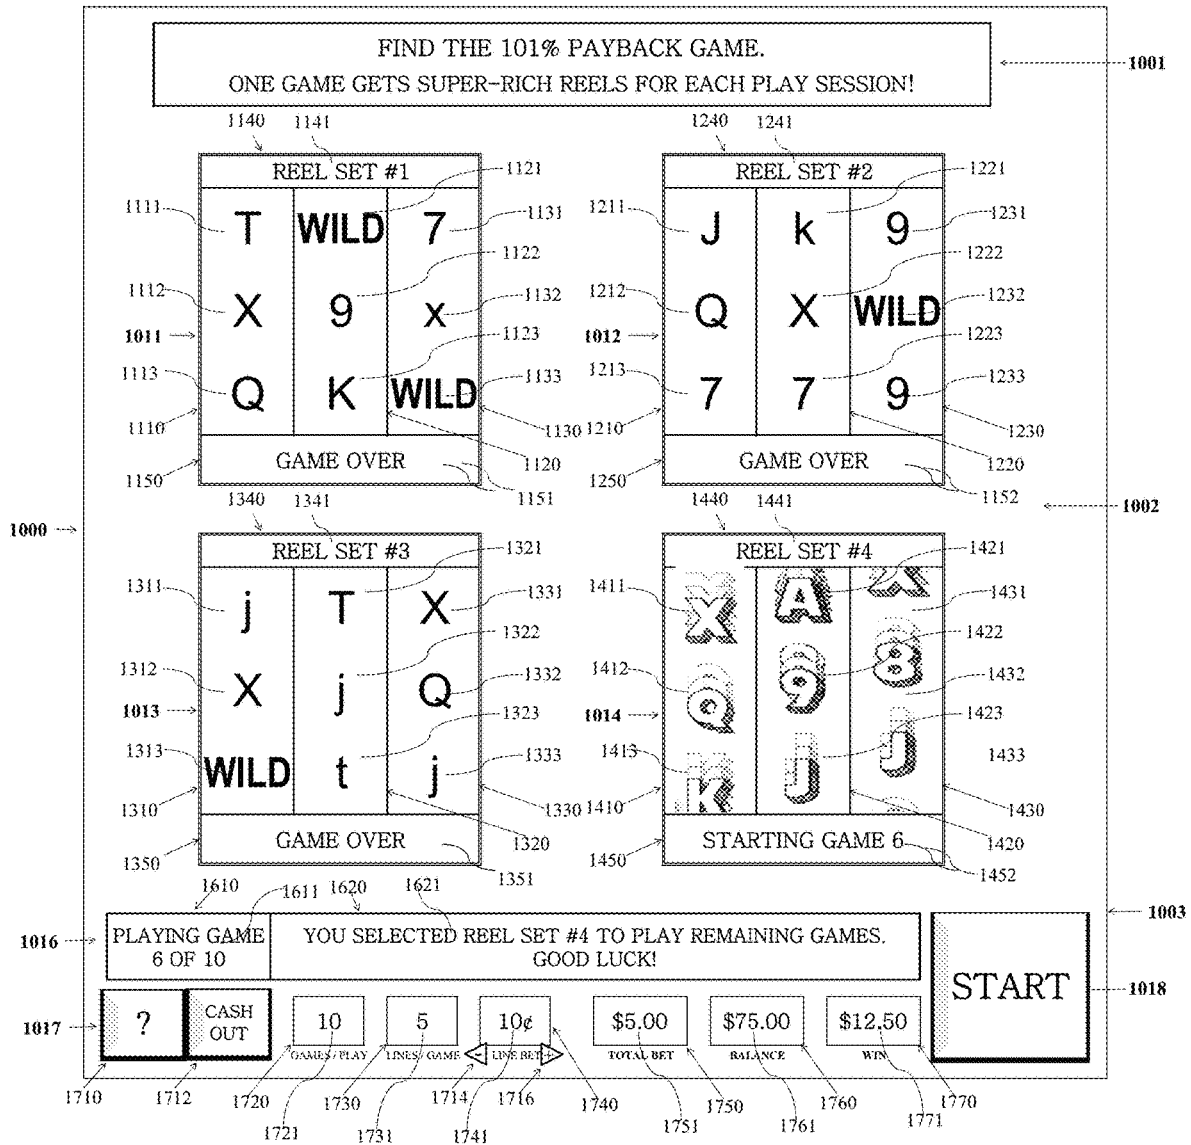 FIND THE 101% PAYBACK GAME.
ONE GAME GETS SUPER-RICH REELS FOR EACH PLAY SESSION!
1001
1140 1141 1240 1241
REEL SET #1 REEL SET #2
1121 1221
1111 T WILD 7 1131 1211 J k 9 1231
1122 1222
1112 X 9 x 1132 1212 Q X WILD 1232
1011 1123 1012 1223
1113 Q K WILD 1133 1213 7 7 9 1233
1110 1130 1210 1230
1120 1220
GAME OVER GAME OVER
1150 1151 1250 1152
1340 1341 1440 1441
1000 1002
REEL SET #3 REEL SET #4
1321 1421
1311 j T X 1331 1411 X A X 1431
1322 1422
1312 X j Q 1332 1412 Q 9 8 1432
1013 1323 1014 1423
1313 WILD t j 1333 1413 K J J 1433
1310 1330 1410 1430
1320 1420
GAME OVER STARTING GAME 6
1350 1351 1450 1452
1610 1611 1620 1621
1003
1016 PLAYING GAME
6 OF 10
YOU SELECTED REEL SET #4 TO PLAY REMAINING GAMES.
GOOD LUCK!
START
1018
1017 ? CASH
OUT
10 5 10¢ $5.00 $75.00 $12.50
GAMES / PLAY LINES / GAME - LINE BET + TOTAL BET BALANCE WIN
1710 1712 1720 1730 1714 1716 1740 1750 1760 1770
1721 1731 1741 1751 1761 1771